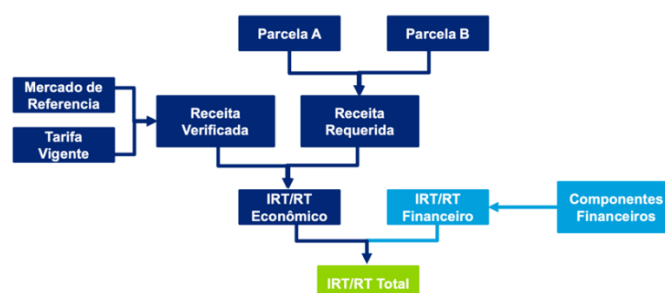 Parcela A
Parcela B
Mercado de
Referencia
Tarifa
Vigente
Receita
Verificada
Receita
Requerida
IRT/RT
Econômico
IRT/RT
Financeiro
Componentes
Financeiros
IRT/RT Total